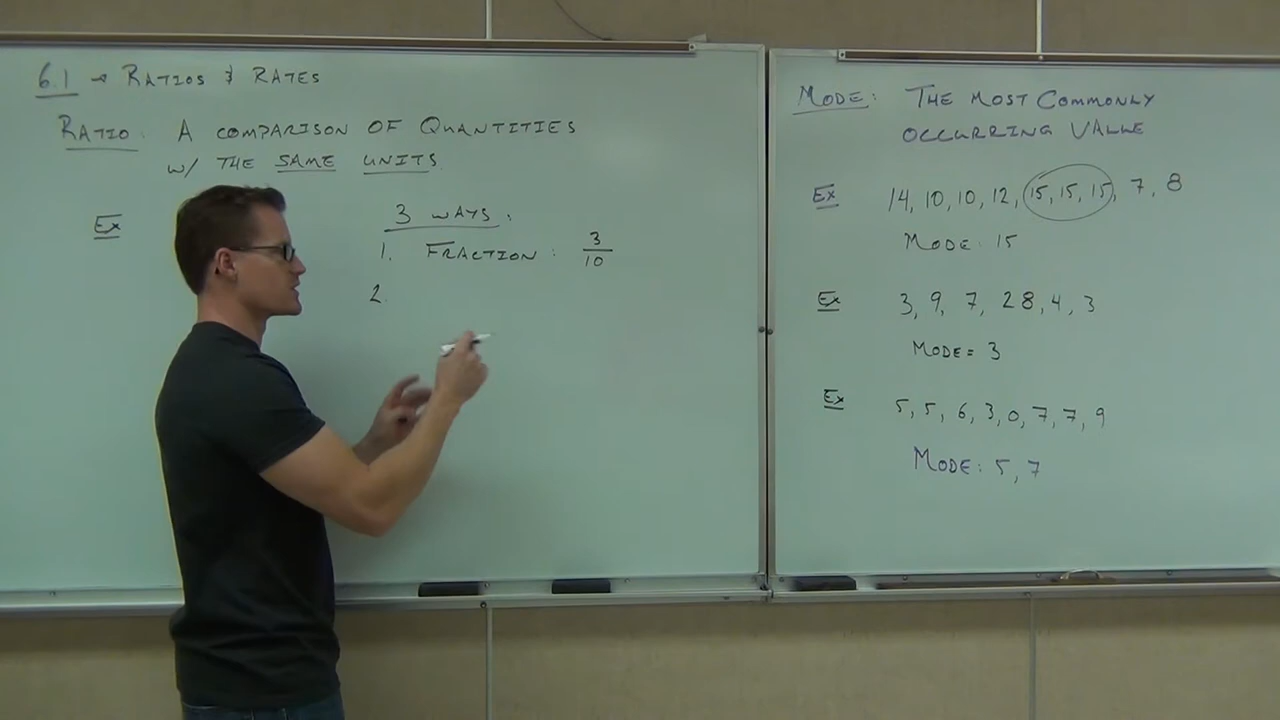 6.1 → RATIOS & RATES
RATIO: A COMPARISON OF QUANTITIES
W/ THE SAME UNITS.
Ex
3 WAYS:
1. FRACTION: 3/10
2.
MODE: THE MOST COMMONLY
OCCURRING VALUE
Ex 14, 10, 10, 12, 15, 15, 15, 7, 8
MODE: 15
Ex 3, 9, 7, 28, 4, 3
MODE = 3
Ex 5, 5, 6, 3, 0, 7, 7, 9
MODE: 5, 7